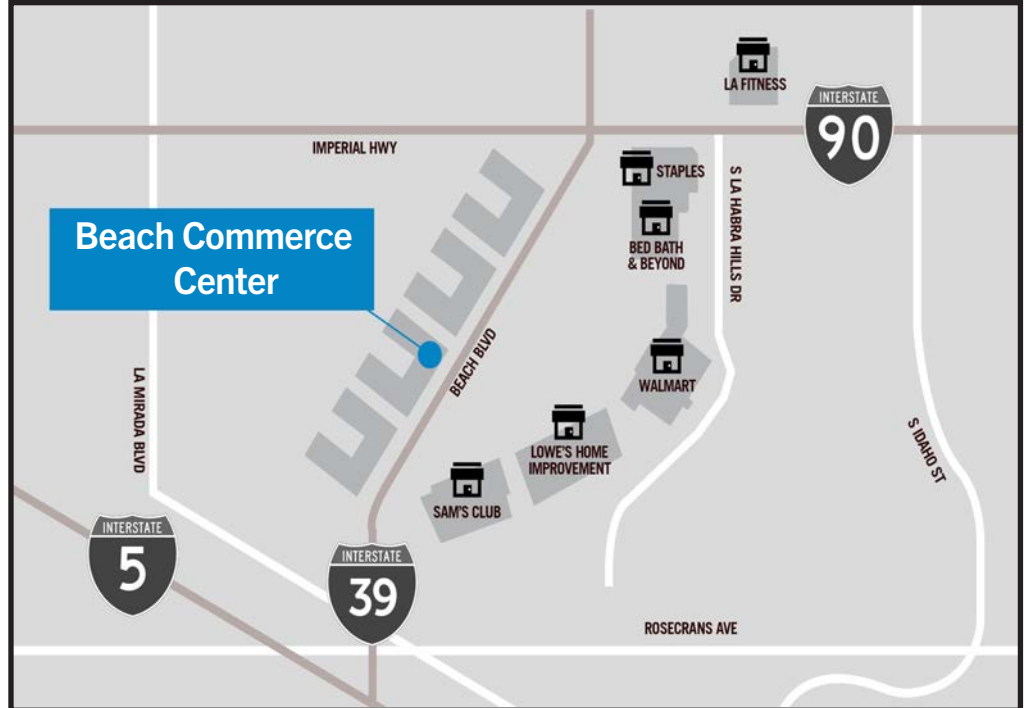 LA FITNESS
INTERSTATE
90
IMPERIAL HWY
STAPLES
S LA HABRA HILLS DR
Beach Commerce
Center
BED BATH
& BEYOND
BEACH BLVD
WALMART
LA MIRADA BLVD
LOWE'S HOME
IMPROVEMENT
S IDAHO ST
SAM'S CLUB
INTERSTATE
5
INTERSTATE
39
ROSECRANS AVE